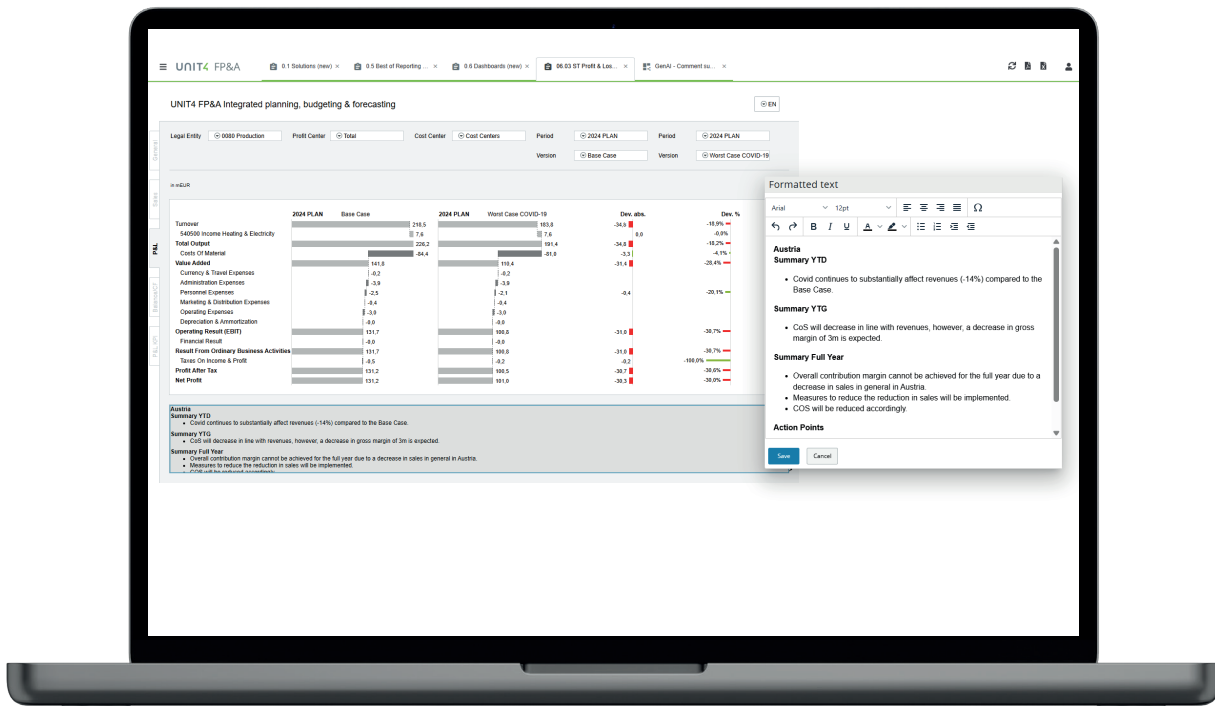 UNIT4 FP&A
0.1 Solutions (new) ×
0.5 Best of Reporting ... ×
0.6 Dashboards (new) ×
06.03 ST Profit & Los... ×
GenAI - Comment su... ×
UNIT4 FP&A Integrated planning, budgeting & forecasting
EN
General
Sales
P&L
Balance/CF
P&L KPI
Legal Entity 0080 Production Profit Center Total Cost Center Cost Centers Period 2024 PLAN Period 2024 PLAN
Version Base Case Version Worst Case COVID-19
in mEUR
2024 PLAN Base Case 2024 PLAN Worst Case COVID-19 Dev. abs. Dev. %
Turnover 218,5 183,8 -34,6 -18,9%
540500 Income Heating & Electricity 7,6 7,6 0,0 -0,0%
Total Output 226,2 191,4 -34,8 -18,2%
Costs Of Material -84,4 -81,0 -3,3 -4,1%
Value Added 141,8 110,4 -31,4 -28,4%
Currency & Travel Expenses -0,2 -0,2
Administration Expenses -3,9 -3,9
Personnel Expenses -2,5 -2,1 -0,4 -20,1%
Marketing & Distribution Expenses -0,4 -0,4
Operating Expenses -3,0 -3,0
Depreciation & Ammortization -0,0 -0,0
Operating Result (EBIT) 131,7 100,8 -31,0 -30,7%
Financial Result -0,0 -0,0
Result From Ordinary Business Activities 131,7 100,8 -31,0 -30,7%
Taxes On Income & Profit -0,5 -0,2 -0,2 -100,0%
Profit After Tax 131,2 100,5 -30,7 -30,6%
Net Profit 131,2 101,0 -30,3 -30,0%
Austria
Summary YTD
• Covid continues to substantially affect revenues (-14%) compared to the Base Case.
Summary YTG
• CoS will decrease in line with revenues, however, a decrease in gross margin of 3m is expected.
Summary Full Year
• Overall contribution margin cannot be achieved for the full year due to a decrease in sales in general in Austria.
• Measures to reduce the reduction in sales will be implemented.
• COS will be reduced accordingly.
Formatted text
Arial 12pt Ω
B I U A
Austria
Summary YTD
• Covid continues to substantially affect revenues (-14%) compared to the
Base Case.
Summary YTG
• CoS will decrease in line with revenues, however, a decrease in gross
margin of 3m is expected.
Summary Full Year
• Overall contribution margin cannot be achieved for the full year due to a
decrease in sales in general in Austria.
• Measures to reduce the reduction in sales will be implemented.
• COS will be reduced accordingly.
Action Points
Save Cancel